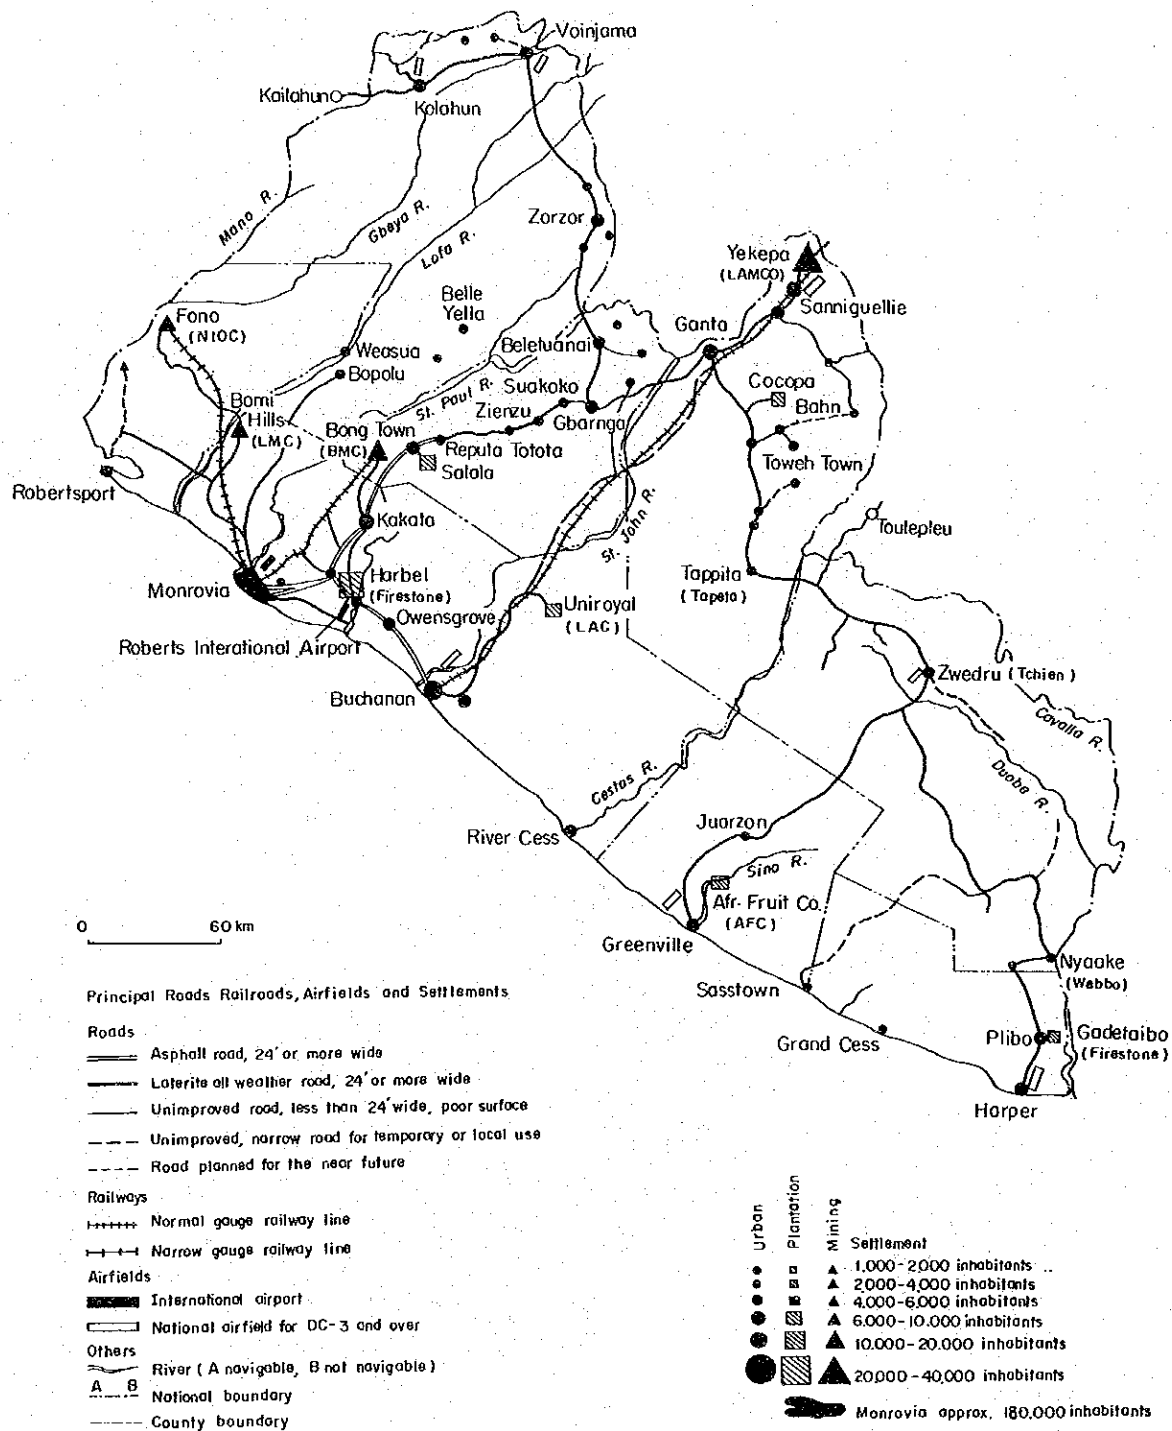 Voinjama
Kailahun
Kolahun
Mano R.
Gbeya R.
Lofa R.
Zorzor
Yekepa
(LAMCO)
Sanniguellie
Fono
(NIOC)
Belle
Yella
Beletuanai
Ganta
Weasua
Bopolu
St. Paul R.
Suakoko
Zienzu
Gbarnga
Cocopa
Bahn
Bomi
Hills
(LMC)
Bong Town
(BMC)
Reputa
Totota
Salala
Toweh Town
Robertsport
Kakata
St. John R.
Toulepleu
Monrovia
Harbel
(Firestone)
Tappita
(Tapeta)
Owensgrove
Uniroyal
(LAC)
Roberts Interational Airport
Buchanan
Zwedru (Tchien)
Cavalla R.
Duobe R.
Cestos R.
River Cess
Juarzon
Sino R.
Afr. Fruit Co.
(AFC)
Greenville
Sasstown
Nyaake
(Webbo)
Grand Cess
Plibo
Gadetaibo
(Firestone)
Harper
0 60 km
Principal Roads Railroads, Airfields and Settlements
Roads
Asphalt road, 24' or more wide
Laterite all weather road, 24' or more wide
Unimproved road, less than 24' wide, poor surface
Unimproved, narrow road for temporary or local use
Road planned for the near future
Railways
Normal gauge railway line
Narrow gauge railway line
Airfields
International airport
National airfield for DC-3 and over
Others
River (A navigable, B not navigable)
A B
National boundary
County boundary
Urban
Plantation
Mining
Settlement
1.000-2.000 inhabitants
2.000-4.000 inhabitants
4.000-6.000 inhabitants
6.000-10.000 inhabitants
10.000-20.000 inhabitants
20.000-40.000 inhabitants
Monrovia approx. 180.000 inhabitants